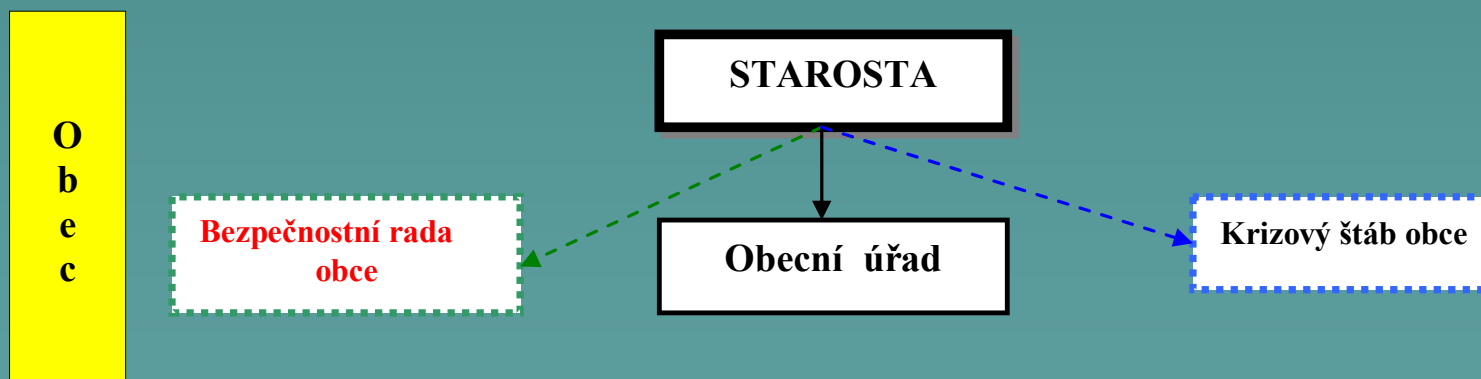 O
b
e
c
STAROSTA
Bezpečnostní rada
obce
Obecní úřad
Krizový štáb obce